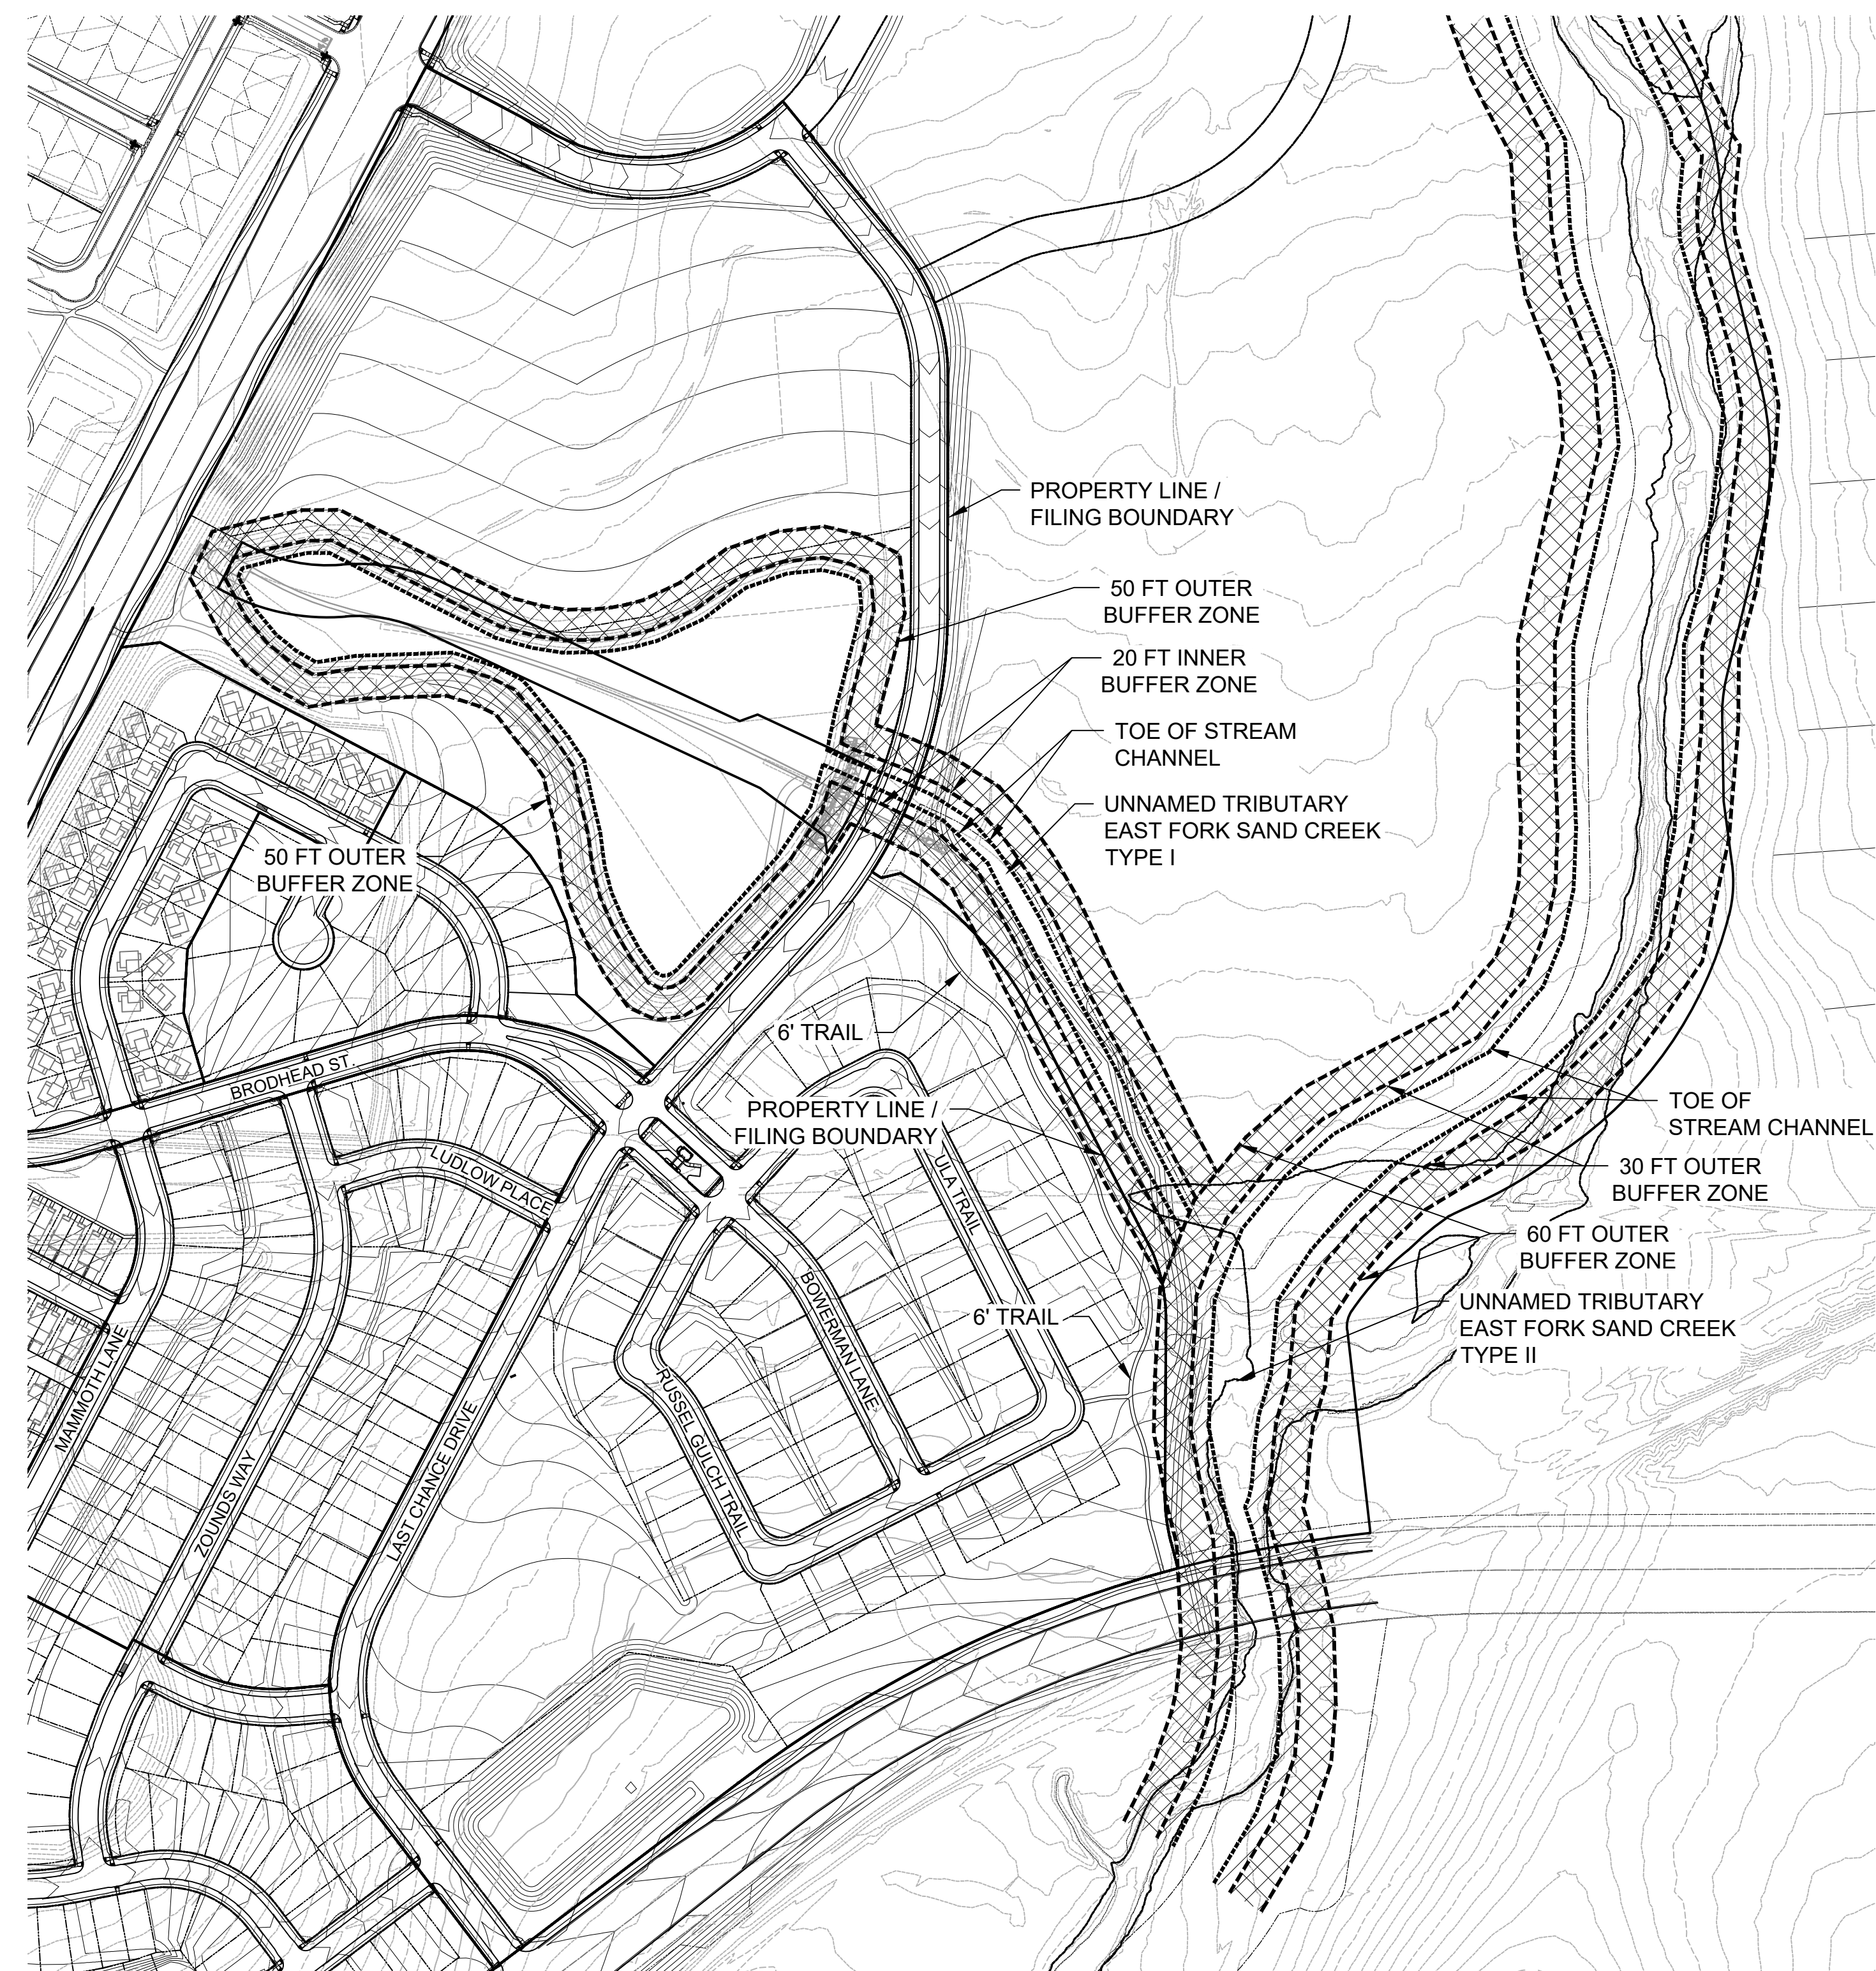 PROPERTY LINE /
FILING BOUNDARY
50 FT OUTER
BUFFER ZONE
20 FT INNER
BUFFER ZONE
TOE OF STREAM
CHANNEL
UNNAMED TRIBUTARY
EAST FORK SAND CREEK
TYPE I
50 FT OUTER
BUFFER ZONE
6' TRAIL
BRODHEAD ST.
PROPERTY LINE /
FILING BOUNDARY
TOE OF
STREAM CHANNEL
LUDLOW PLACE
ULA TRAIL
30 FT OUTER
BUFFER ZONE
60 FT OUTER
BUFFER ZONE
UNNAMED TRIBUTARY
EAST FORK SAND CREEK
TYPE II
6' TRAIL
BOWERMAN LANE
MAMMOTH LANE
RUSSEL GULCH TRAIL
LAST CHANCE DRIVE
ZOUNDS WAY